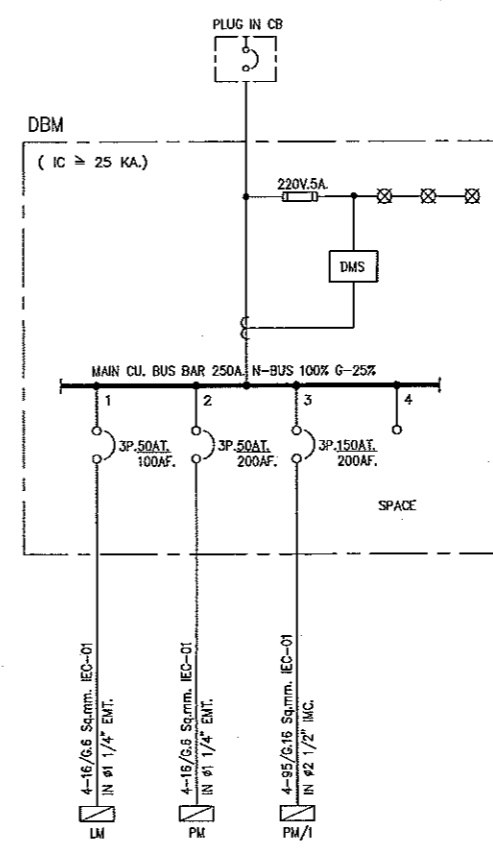 PLUG IN CB
DBM
( IC ≥ 25 KA.)
220V.5A.
DMS
MAIN CU. BUS BAR 250A. N-BUS 100% G-25%
1
2
3
4
3P.50AT.
100AF.
3P.50AT.
200AF.
3P.150AT.
200AF.
SPACE
4-16/G.6 Sq.mm. IEC-01
IN ø1 1/4" EMT.
4-16/G.6 Sq.mm. IEC-01
IN ø1 1/4" EMT.
4-95/G.16 Sq.mm. IEC-01
IN ø2 1/2" IMC.
LM
PM
PM/1